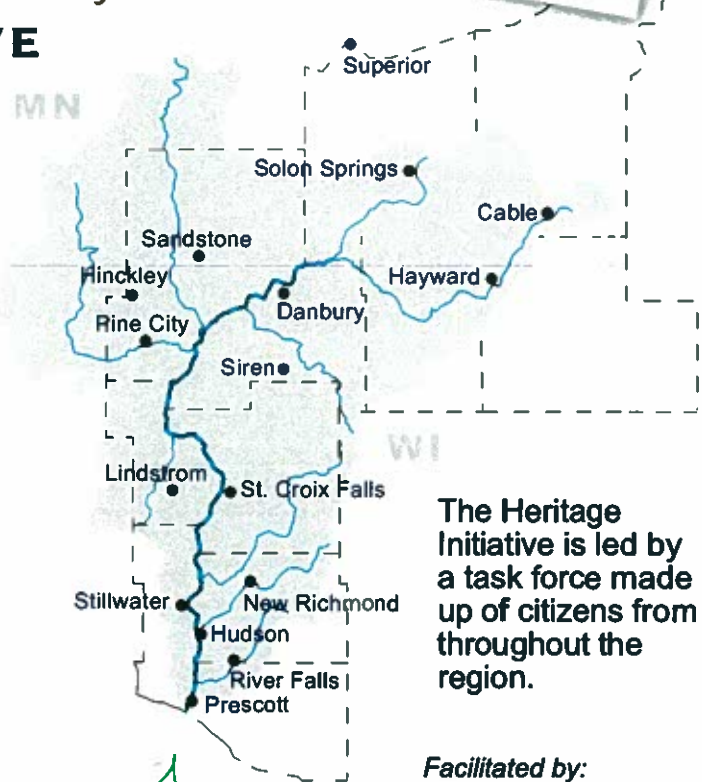 VE
Superior
MN
Solon Springs
Cable
Sandstone
Hinckley
Hayward
Danbury
Pine City
Siren
WI
Lindstrom
St. Croix Falls
The Heritage
Initiative is led by
a task force made
up of citizens from
throughout the
region.
Stillwater
New Richmond
Hudson
River Falls
Prescott
Facilitated by: